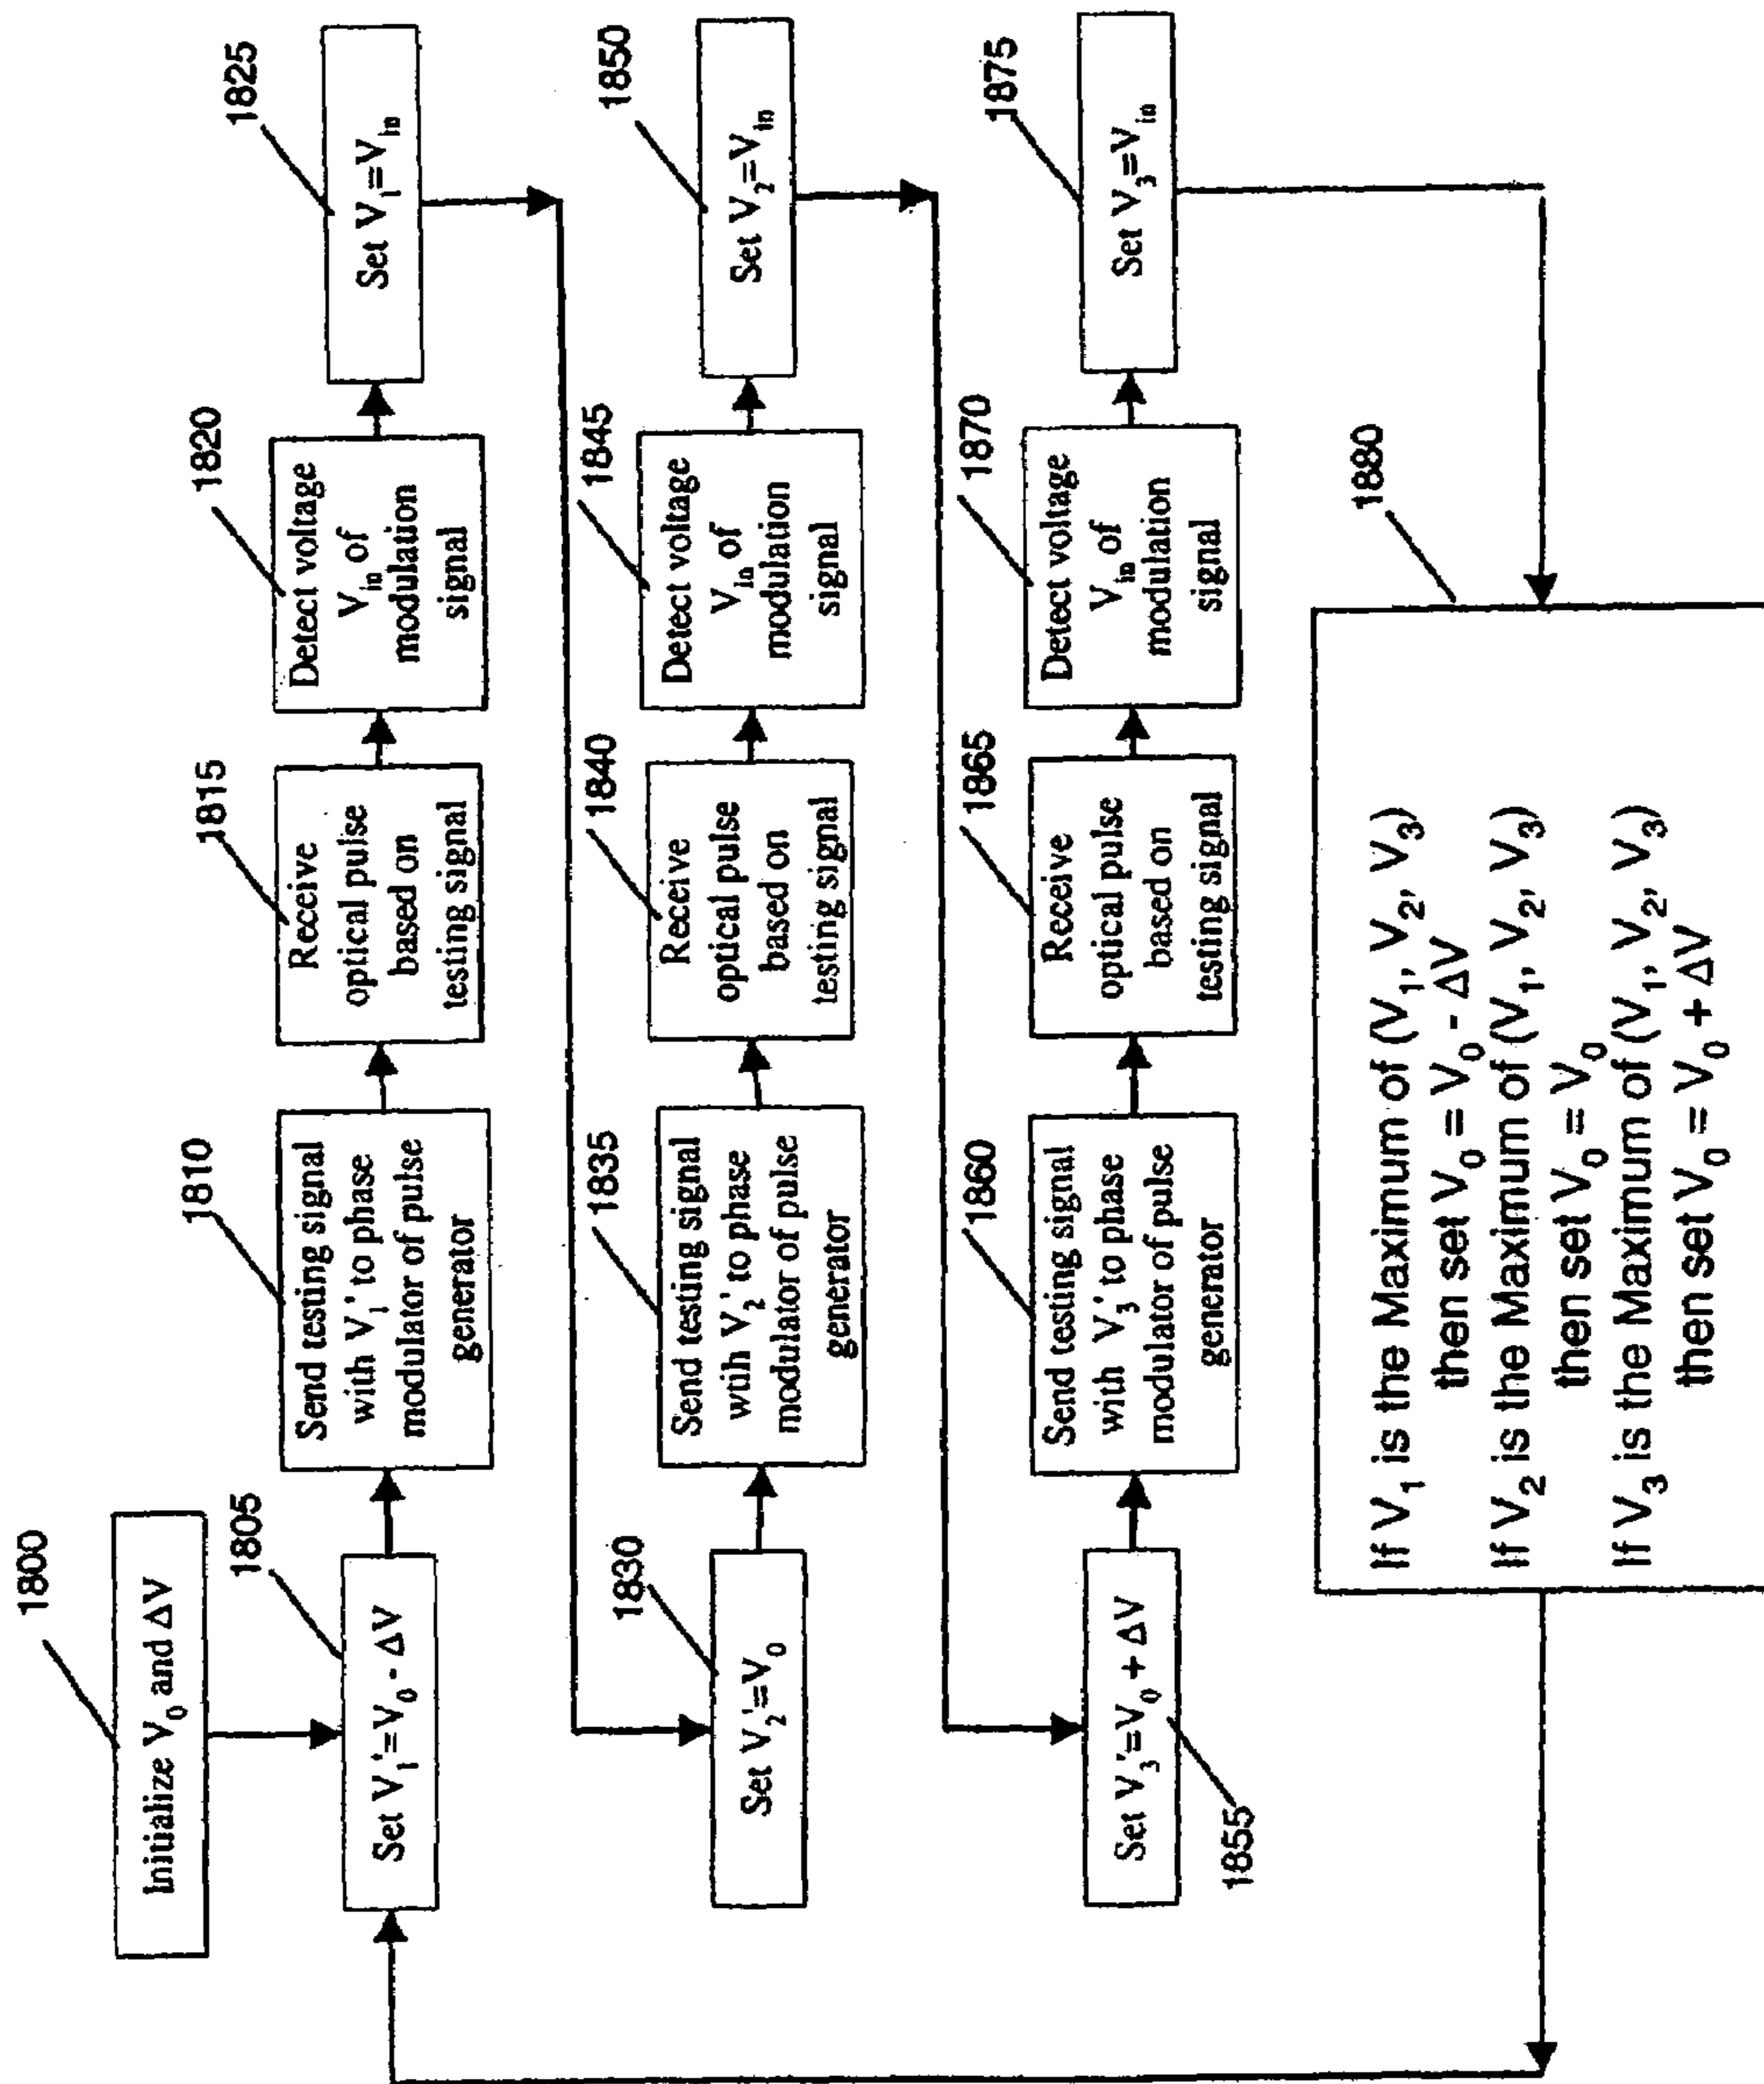 1800
Initialize V₀ and ΔV
1805
Set V₁'=V₀ - ΔV
1810
Send testing signal
with V₁' to phase
modulator of pulse
generator
1815
Receive
optical pulse
based on
testing signal
1820
Detect voltage
Vᵢₙ of
modulation
signal
1825
Set V₁=Vᵢₙ
1830
Set V₂'=V₀
1835
Send testing signal
wtih V₂' to phase
modulator of pulse
generator
1840
Receive
optical pulse
based on
testing signal
1845
Detect voltage
Vᵢₙ of
modulation
signal
1850
Set V₂=Vᵢₙ
1855
Set V₃'=V₀ + ΔV
1860
Send testing signal
with V₃' to phase
modulator of pulse
generator
1865
Receive
optical pulse
based on
testing signal
1870
Detect voltage
Vᵢₙ of
modulation
signal
1875
Set V₃=Vᵢₙ
1880
If V₁ is the Maximum of (V₁, V₂, V₃)
then set V₀ = V₀ - ΔV
If V₂ is the Maximum of (V₁, V₂, V₃)
then set V₀ = V₀
If V₃ is the Maximum of (V₁, V₂, V₃)
then set V₀ = V₀ + ΔV